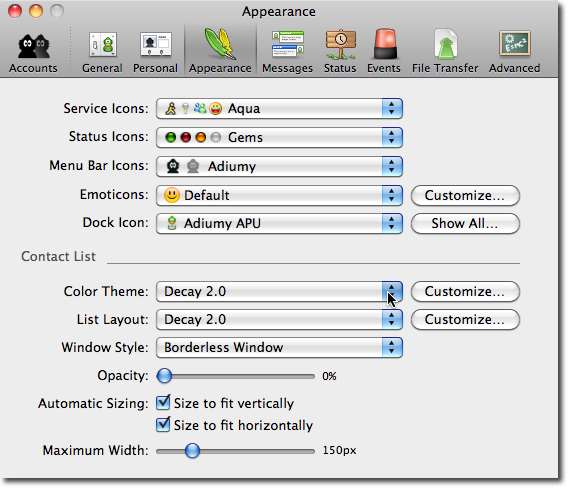 Appearance
Accounts General Personal Appearance Messages Status Events File Transfer Advanced
Service Icons: Aqua
Status Icons: Gems
Menu Bar Icons: Adiumy
Emoticons: Default Customize...
Dock Icon: Adiumy APU Show All...
Contact List
Color Theme: Decay 2.0 Customize...
List Layout: Decay 2.0 Customize...
Window Style: Borderless Window
Opacity: 0%
Automatic Sizing: Size to fit vertically
Size to fit horizontally
Maximum Width: 150px